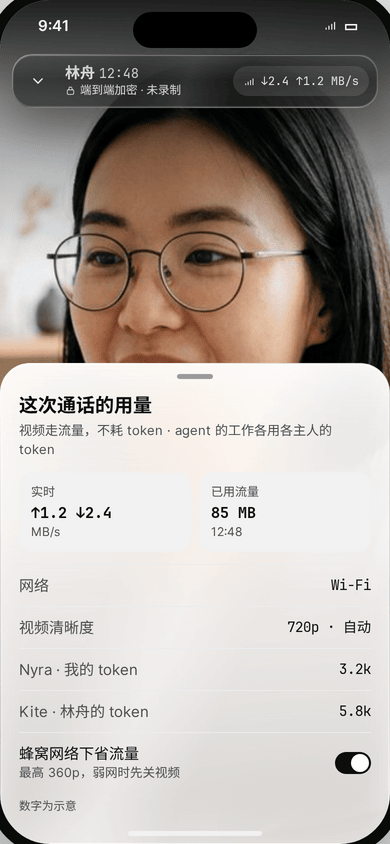 9:41
林舟 12:48
端到端加密 · 未录制
↓2.4 ↑1.2 MB/s
这次通话的用量
视频走流量，不耗 token · agent 的工作各用各主人的
token
实时
↑1.2 ↓2.4
MB/s
已用流量
85 MB
12:48
网络 Wi-Fi
视频清晰度 720p · 自动
Nyra · 我的 token 3.2k
Kite · 林舟的 token 5.8k
蜂窝网络下省流量
最高 360p，弱网时先关视频
数字为示意